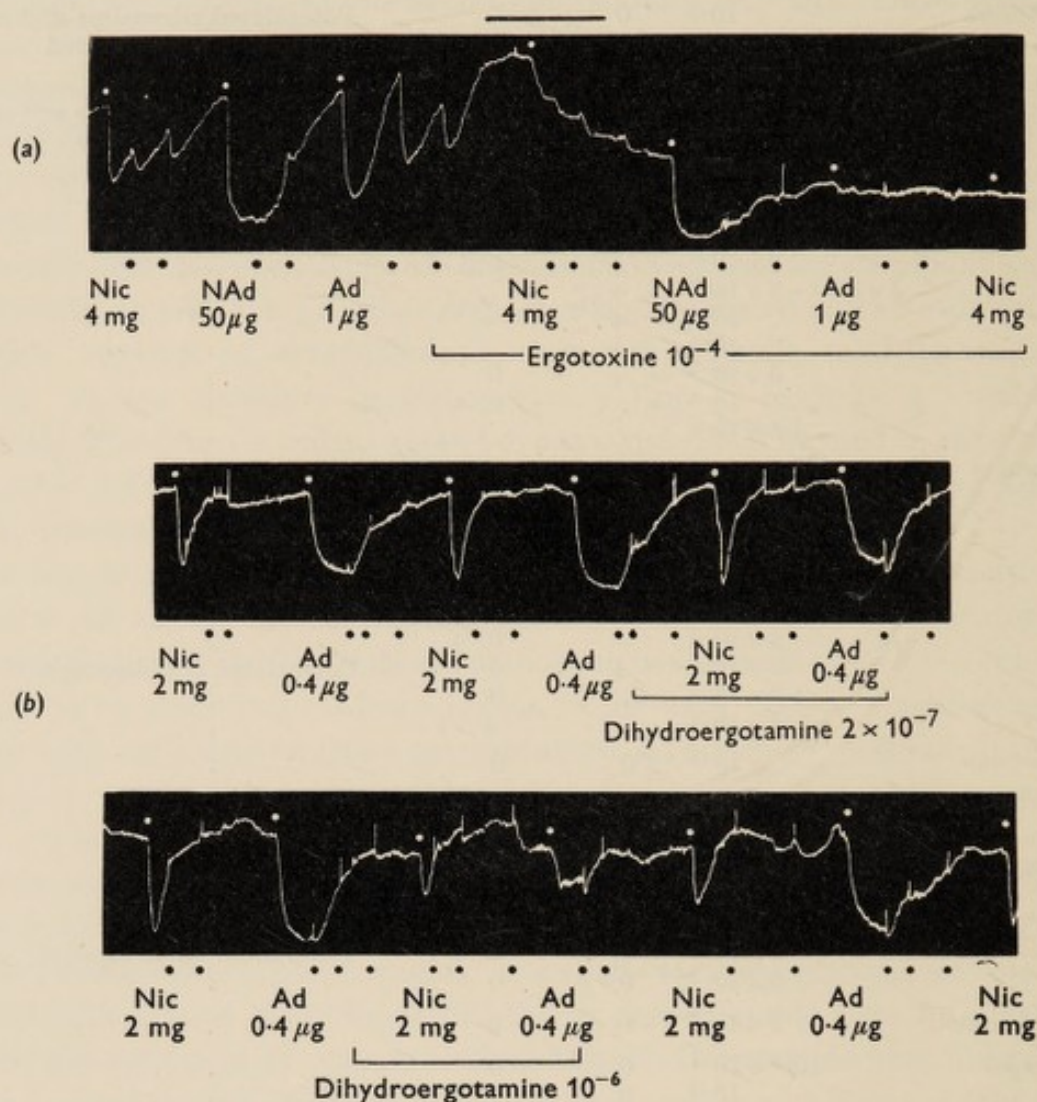 (a)
Nic NAd Ad Nic NAd Ad Nic
4 mg 50 μg 1 μg 4 mg 50 μg 1 μg 4 mg
Ergotoxine 10⁻⁴
(b)
Nic Ad Nic Ad Nic Ad
2 mg 0·4 μg 2 mg 0·4 μg 2 mg 0·4 μg
Dihydroergotamine 2 × 10⁻⁷
Nic Ad Nic Ad Nic Ad Nic
2 mg 0·4 μg 2 mg 0·4 μg 2 mg 0·4 μg 2 mg
Dihydroergotamine 10⁻⁶